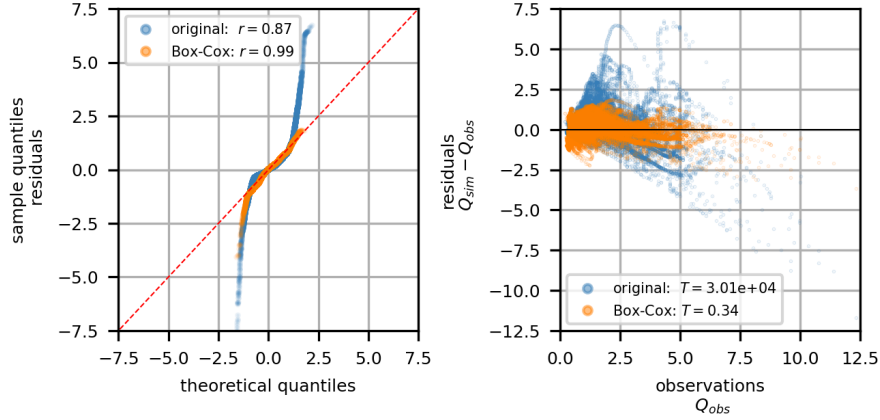 sample quantiles
residuals
7.5
5.0
2.5
0.0
−2.5
−5.0
−7.5
original: r = 0.87
Box-Cox: r = 0.99
−7.5 −5.0 −2.5 0.0 2.5 5.0 7.5
theoretical quantiles
residuals
Qsim − Qobs
7.5
5.0
2.5
0.0
−2.5
−5.0
−7.5
−10.0
−12.5
original: T = 3.01e+04
Box-Cox: T = 0.34
0.0 2.5 5.0 7.5 10.0 12.5
observations
Qobs